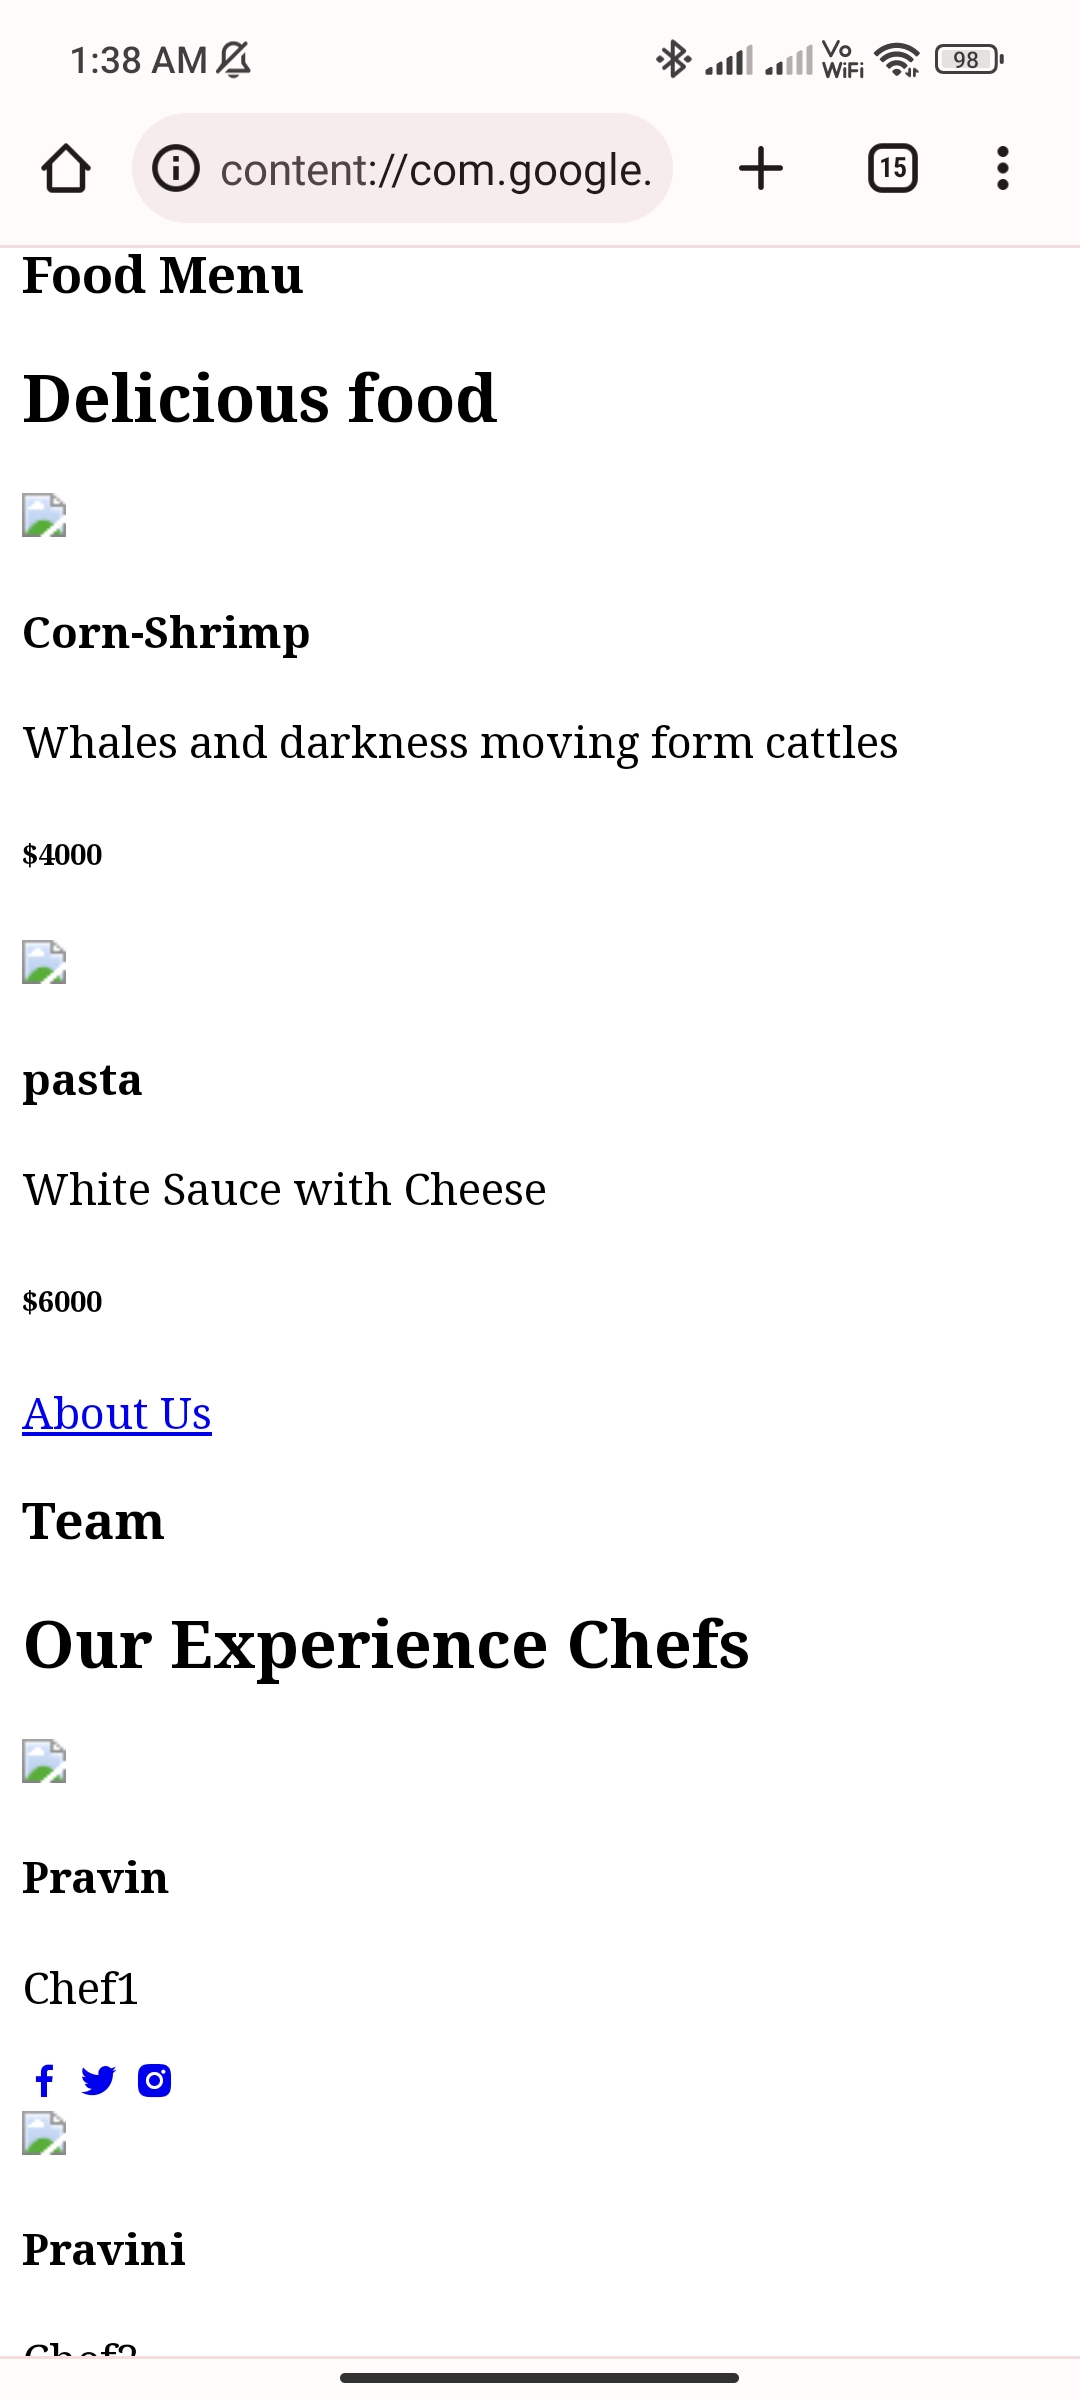 1:38 AM
Vo
WiFi
98
content://com.google.
15
Food Menu
Delicious food
Corn-Shrimp
Whales and darkness moving form cattles
$4000
pasta
White Sauce with Cheese
$6000
About Us
Team
Our Experience Chefs
Pravin
Chef1
Pravini